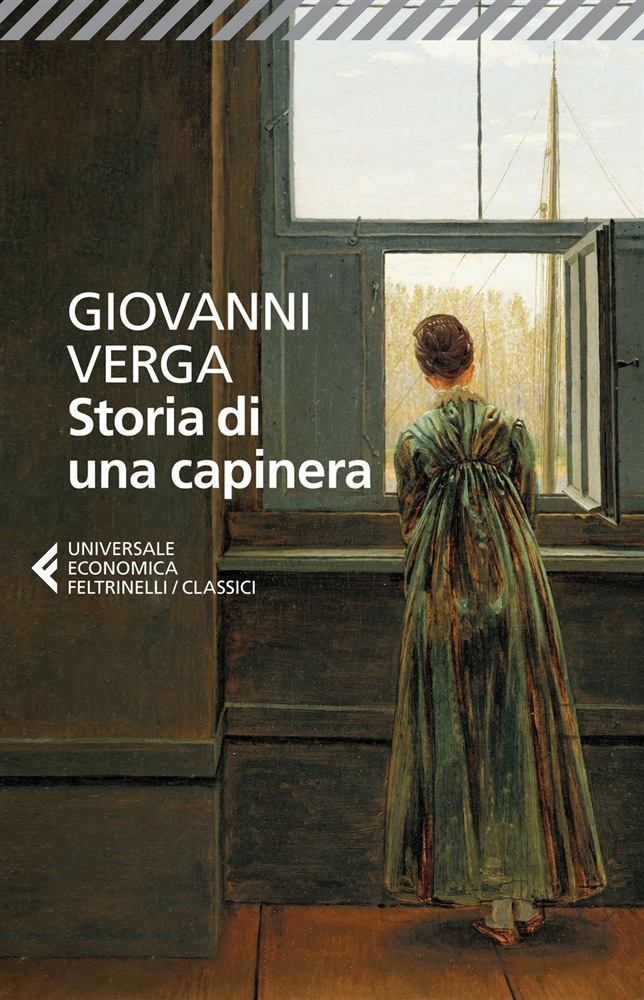 GIOVANNI
VERGA
Storia di
una capinera
UNIVERSALE
ECONOMICA
FELTRINELLI / CLASSICI